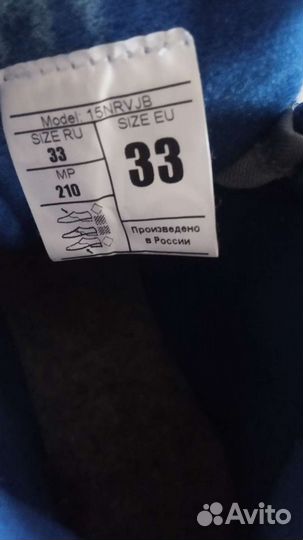 Model: 15NRVJB
SIZE RU
33
MP
210
SIZE EU
33
Произведено
в России
Avito